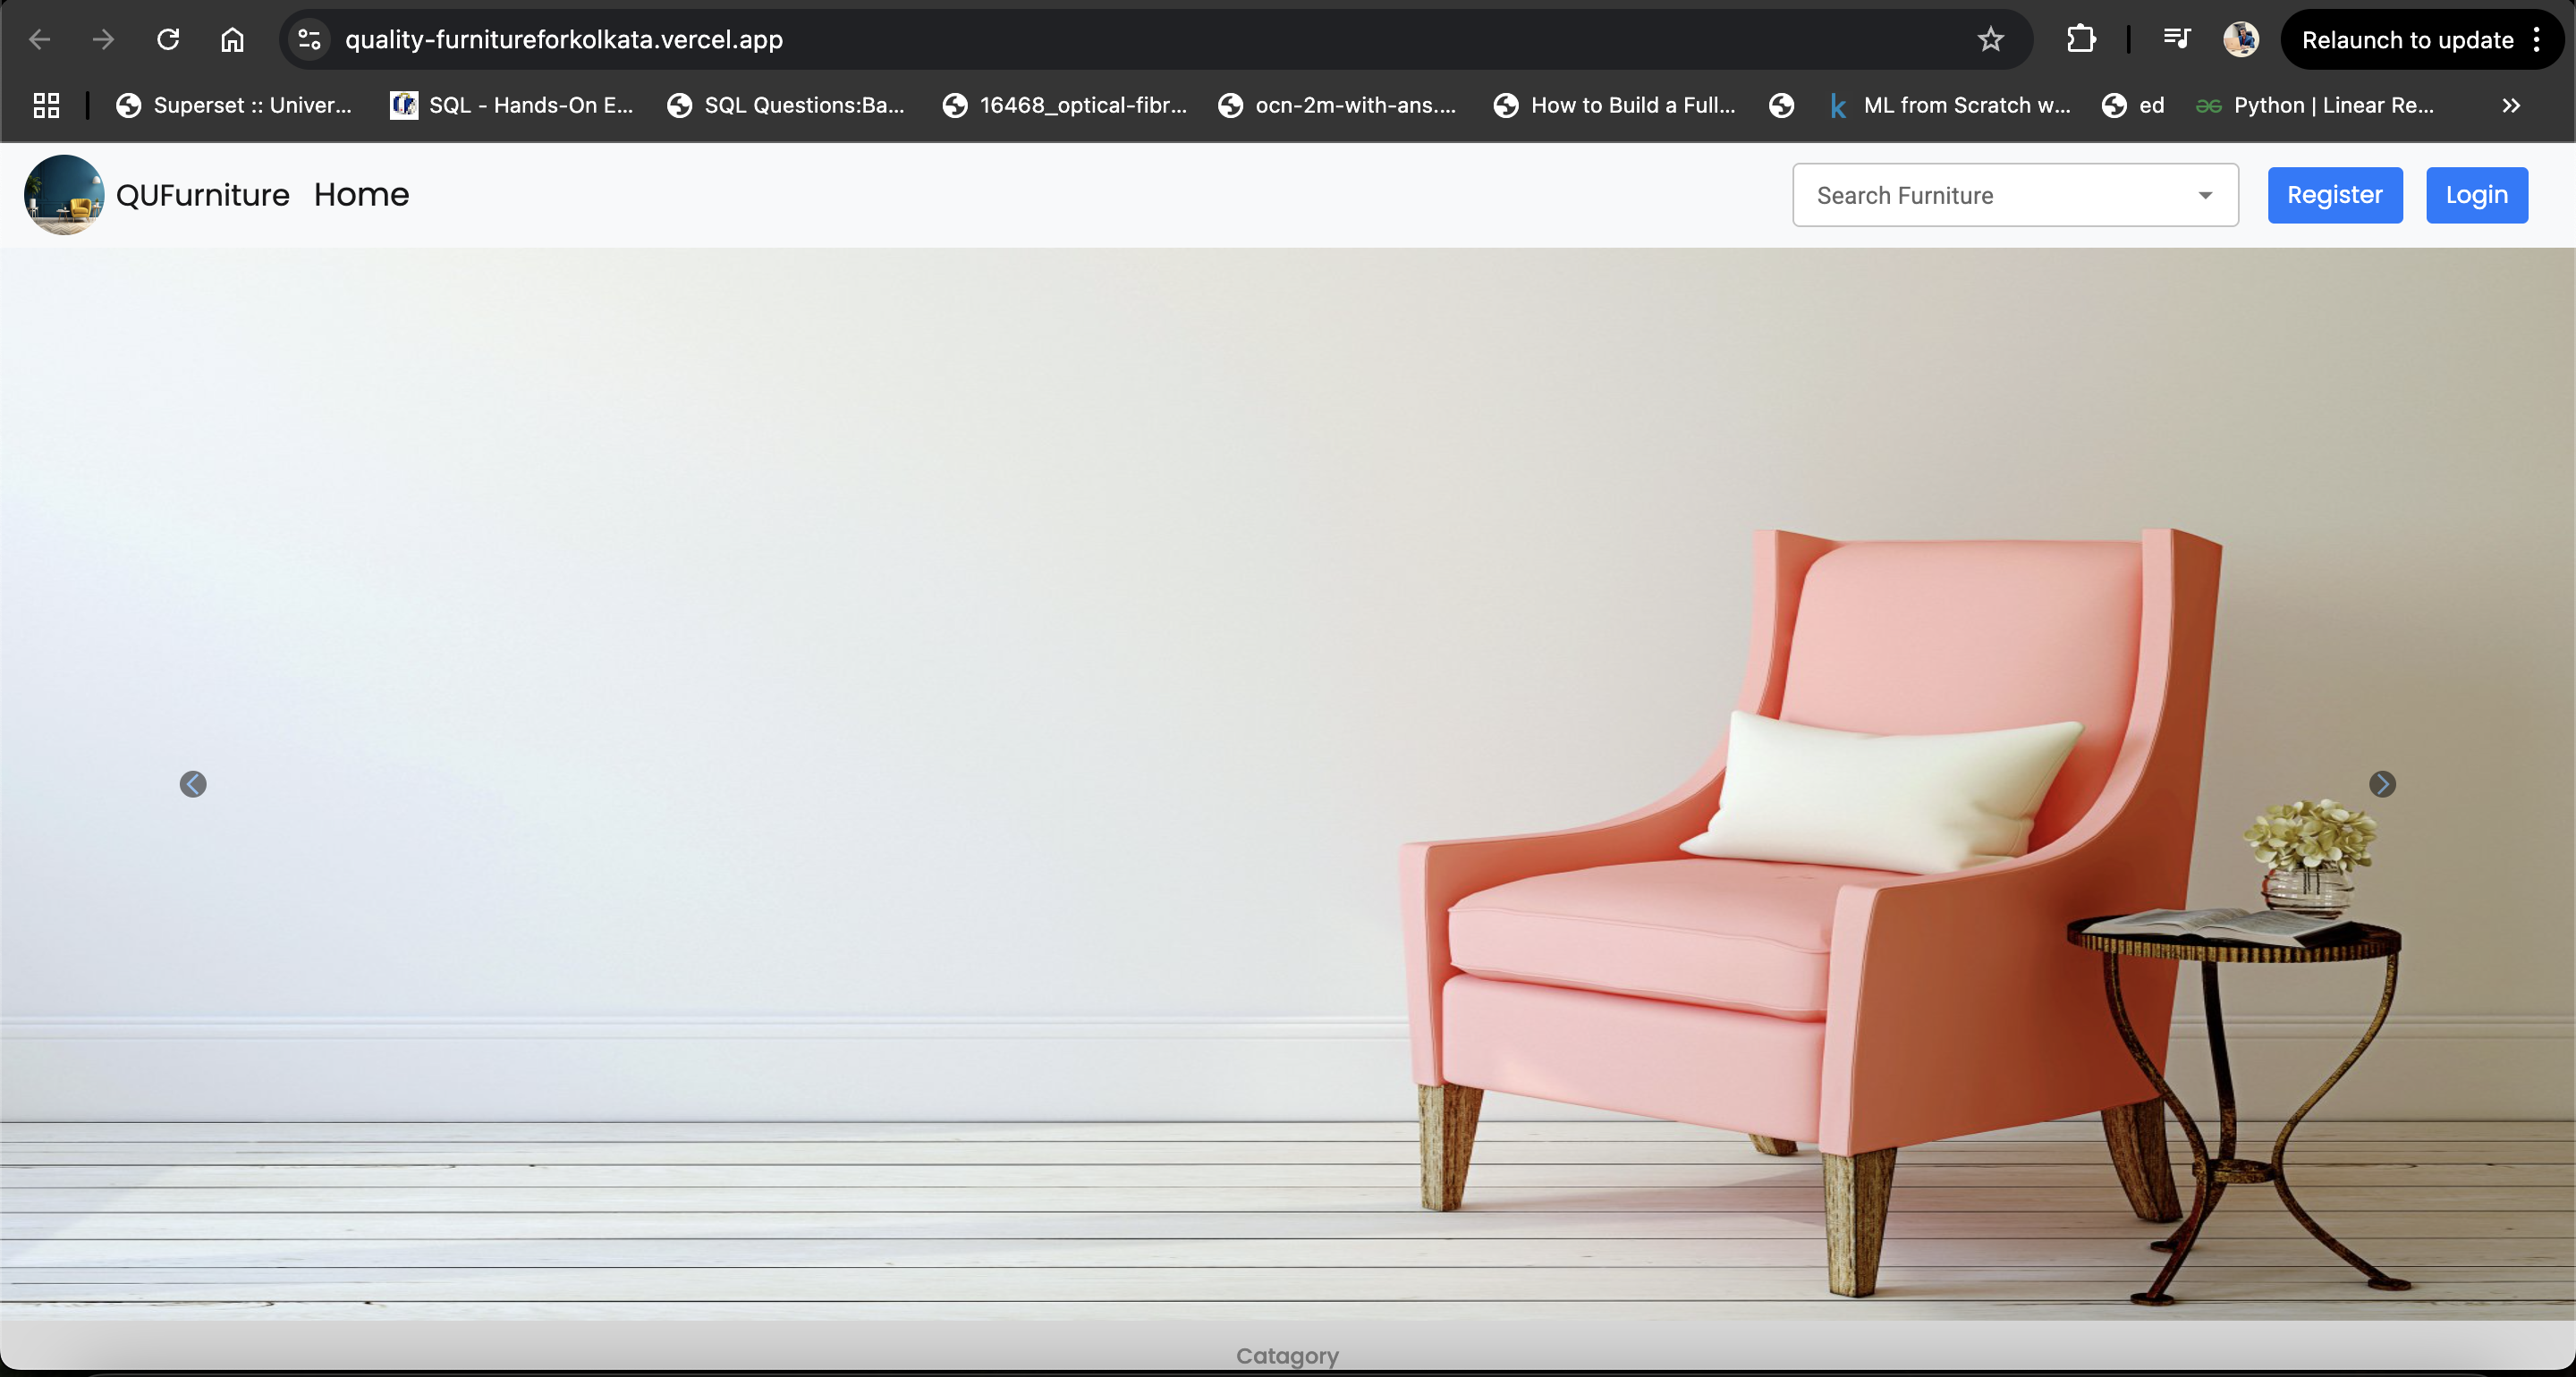 quality-furnitureforkolkata.vercel.app
Relaunch to update
Superset :: Univer...
SQL - Hands-On E...
SQL Questions:Ba...
16468_optical-fibr...
ocn-2m-with-ans....
How to Build a Full...
ML from Scratch w...
ed
Python | Linear Re...
QUFurniture
Home
Search Furniture
Register
Login
Catagory